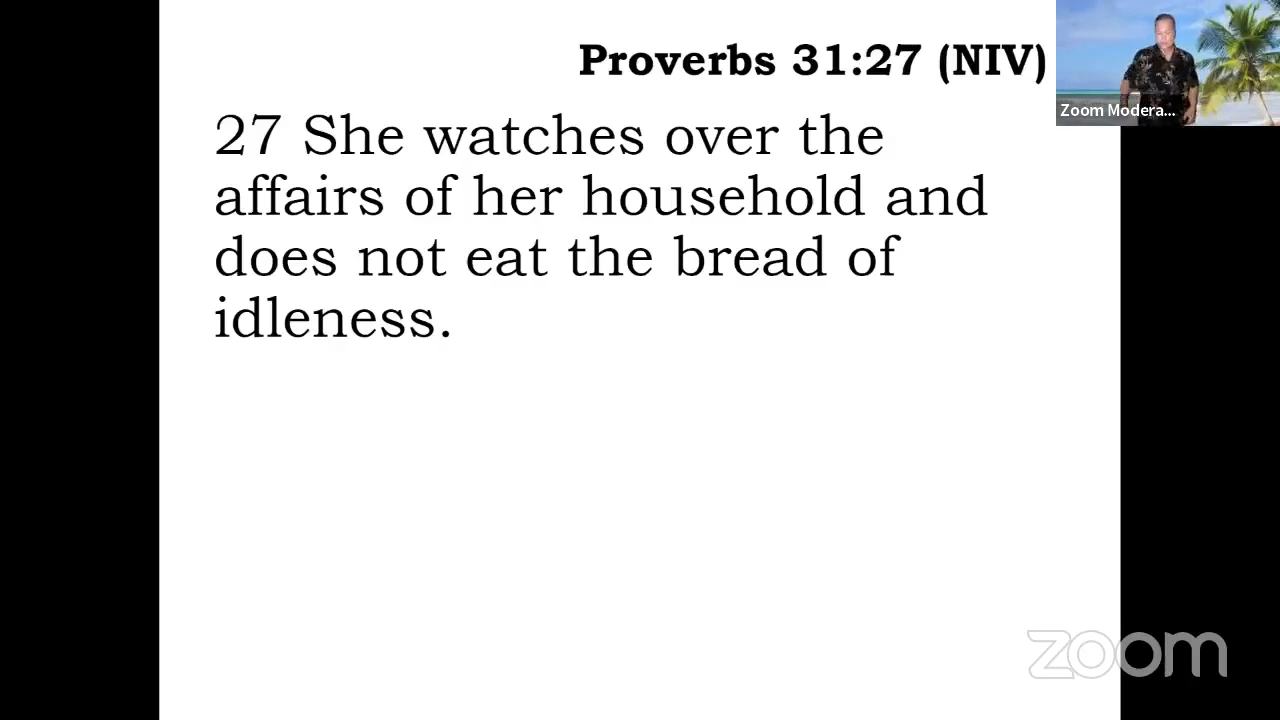 Proverbs 31:27 (NIV)
27 She watches over the
affairs of her household and
does not eat the bread of
idleness.
Zoom Modera...
zoom